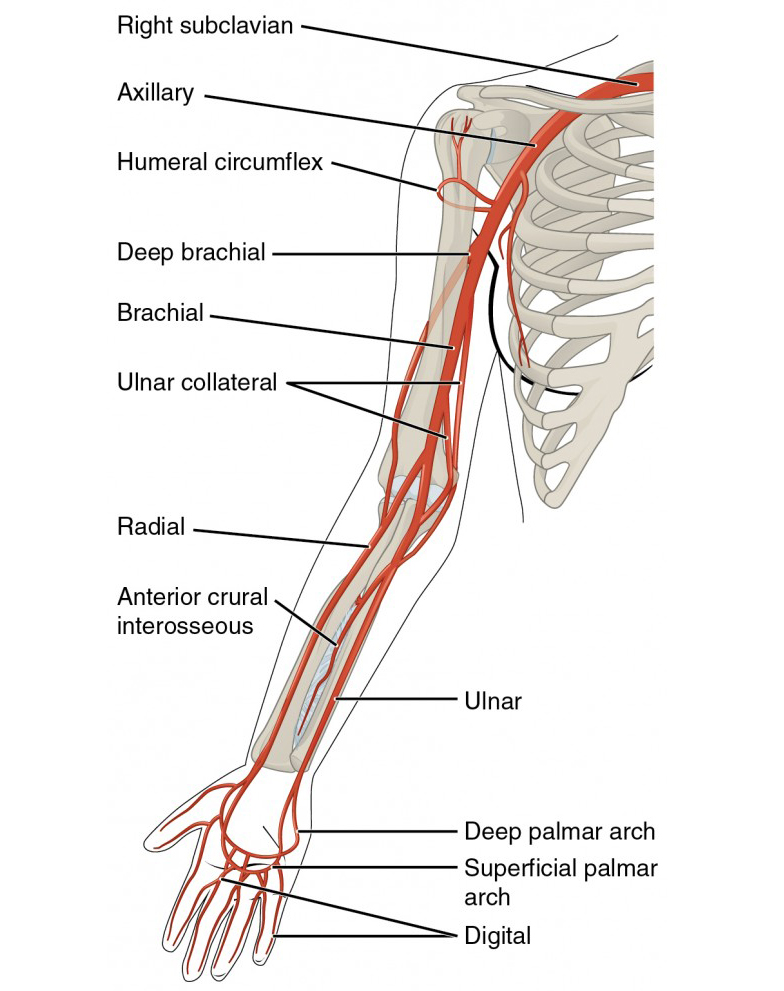 Right subclavian
Axillary
Humeral circumflex
Deep brachial
Brachial
Ulnar collateral
Radial
Anterior crural
interosseous
Ulnar
Deep palmar arch
Superficial palmar
arch
Digital